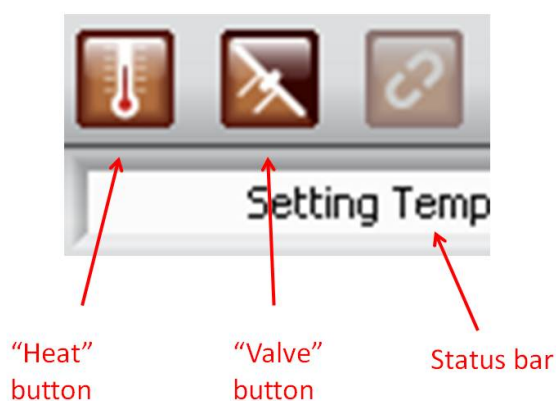 Setting Temp
“Heat”
button
“Valve”
button
Status bar